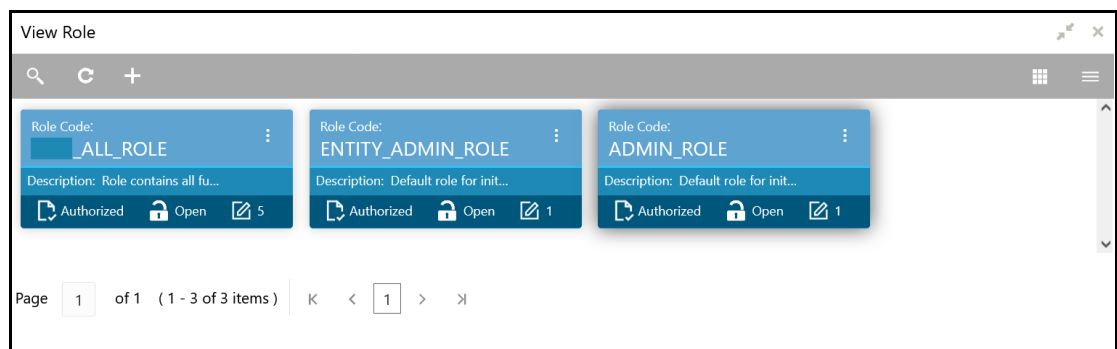 View Role
Role Code:
_ALL_ROLE
Description: Role contains all fu...
Authorized Open 5
Role Code:
ENTITY_ADMIN_ROLE
Description: Default role for init...
Authorized Open 1
Role Code:
ADMIN_ROLE
Description: Default role for init...
Authorized Open 1
Page 1 of 1 ( 1 - 3 of 3 items ) 1